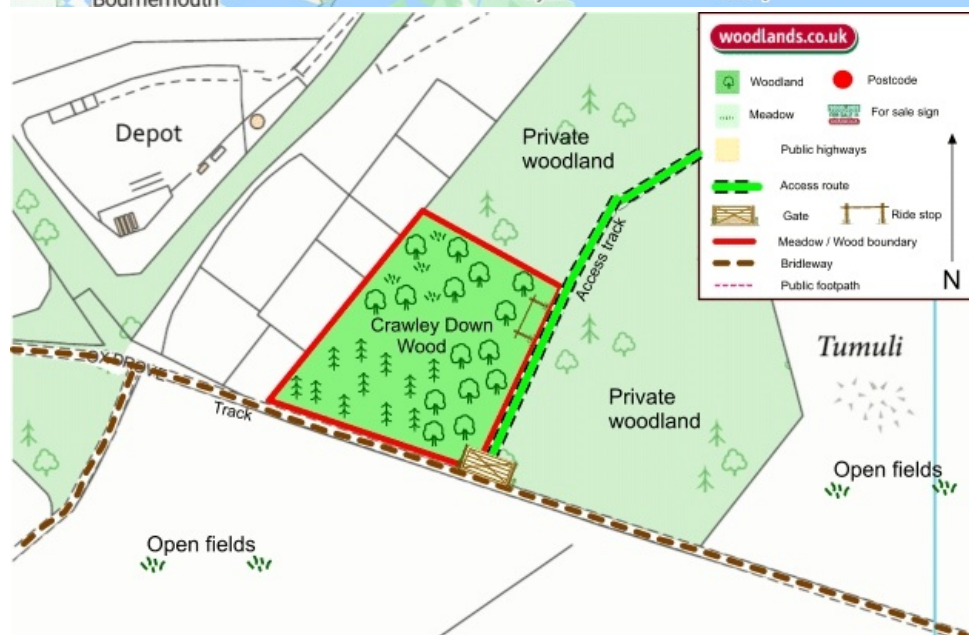 Bournemouth
woodlands.co.uk
Woodland
Postcode
Meadow
For sale sign
Public highways
Access route
Gate
Ride stop
Meadow / Wood boundary
Bridleway
Public footpath
N
Depot
Private
woodland
Access track
Crawley Down
Wood
Tumuli
Private
woodland
Track
Open fields
Open fields